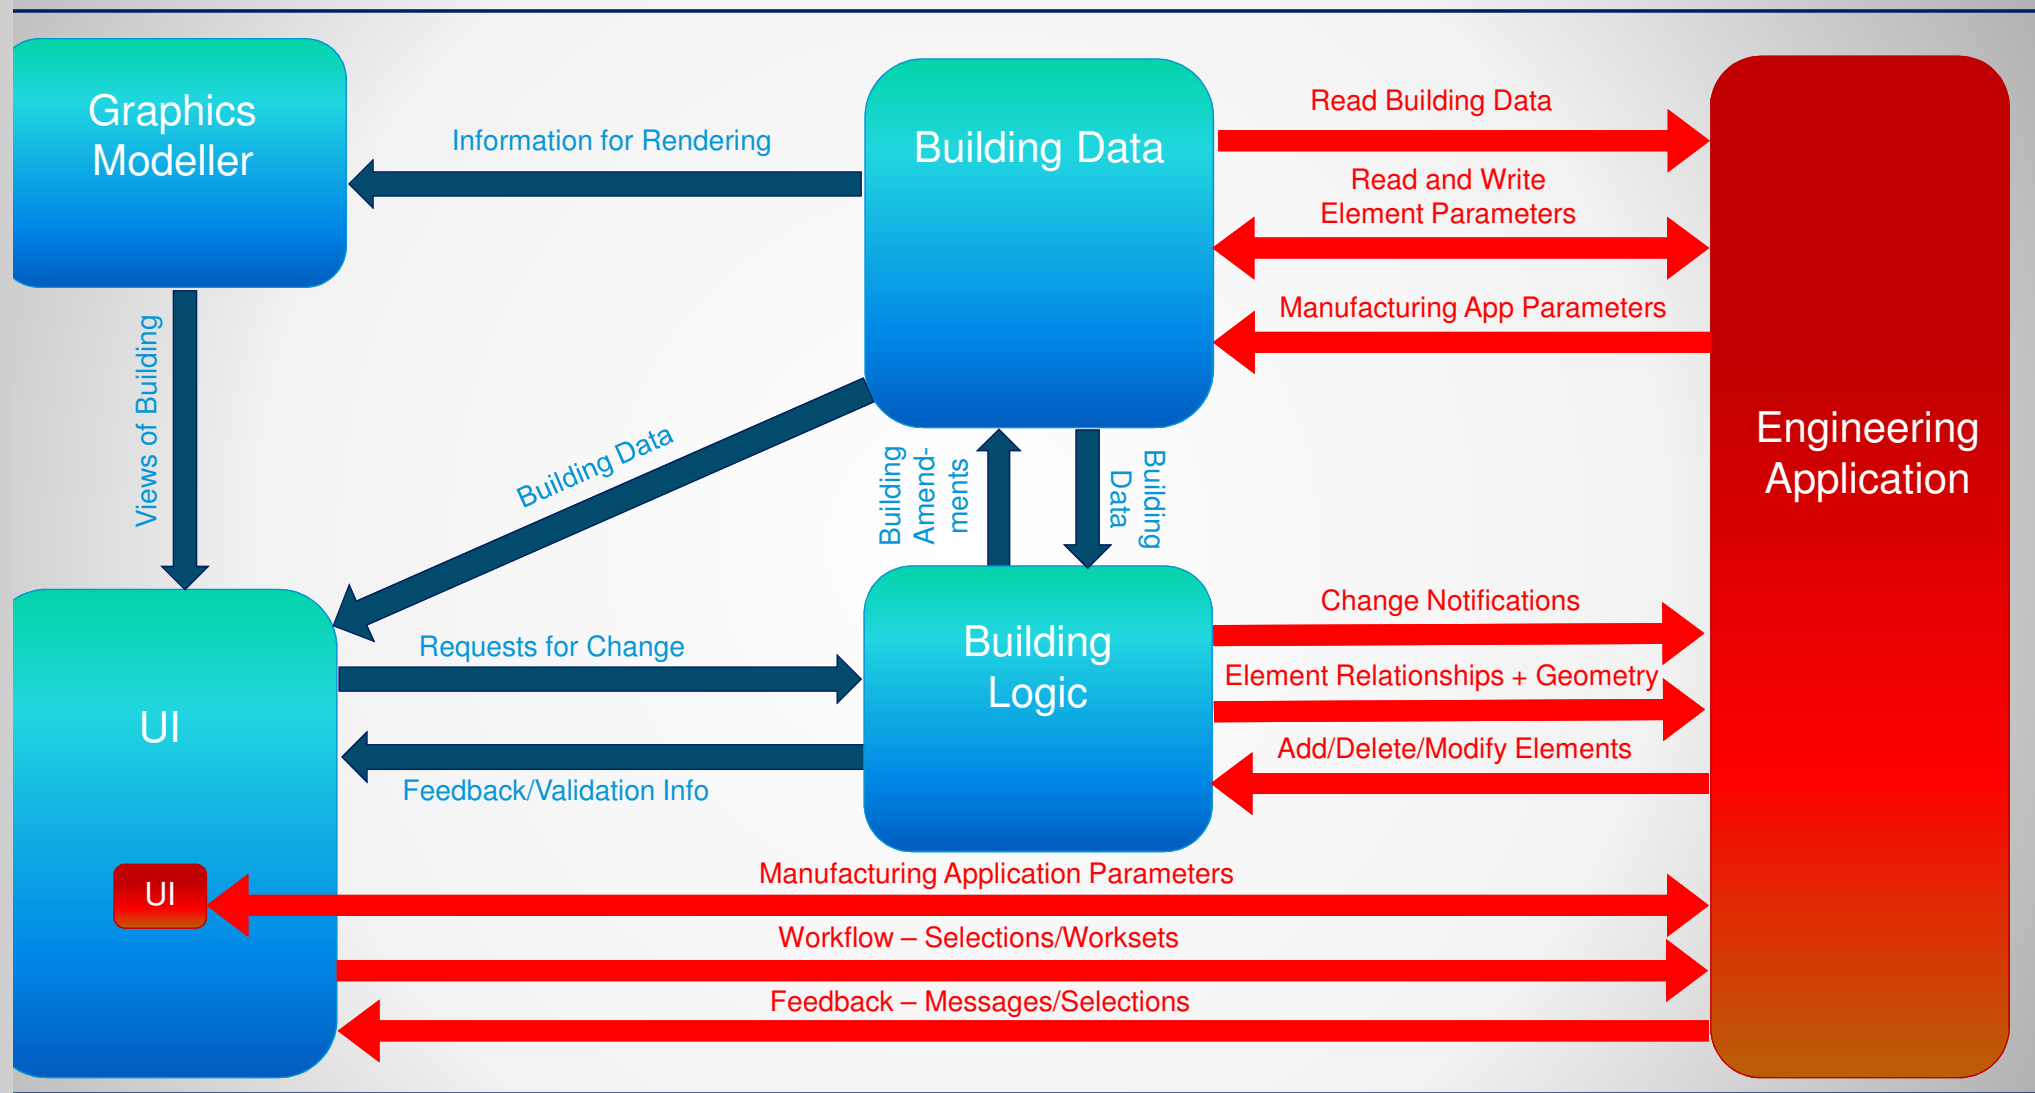 Graphics
Modeller
Information for Rendering
Building Data
Read Building Data
Read and Write
Element Parameters
Manufacturing App Parameters
Engineering
Application
Views of Building
Building Data
Building
Amend-
ments
Building
Data
UI
Requests for Change
Feedback/Validation Info
Building
Logic
Change Notifications
Element Relationships + Geometry
Add/Delete/Modify Elements
UI
Manufacturing Application Parameters
Workflow – Selections/Worksets
Feedback – Messages/Selections